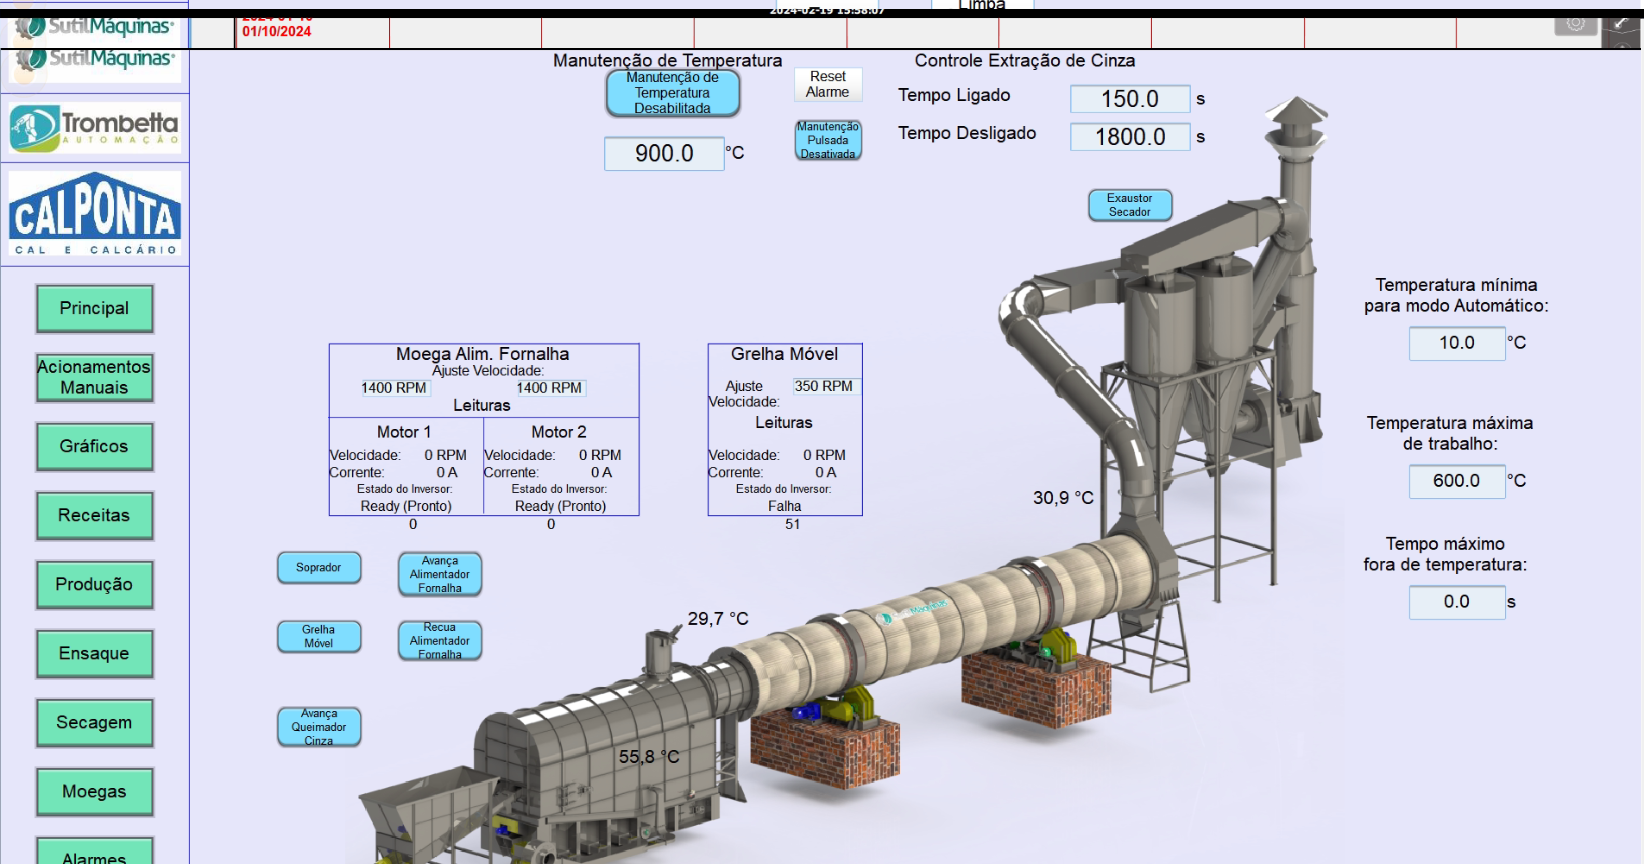 Limpa
2024-02-19 15:58:07
SutilMáquinas
01/10/2024
SutilMáquinas
Manutenção de Temperatura
Manutenção de
Temperatura
Desabilitada
Reset
Alarme
900.0 °C
Manutenção
Pulsada
Desativada
Controle Extração de Cinza
Tempo Ligado 150.0 s
Tempo Desligado 1800.0 s
Exaustor
Secador
Trombetta
AUTOMAÇÃO
CALPONTA
CAL E CALCÁRIO
Principal
Acionamentos
Manuais
Gráficos
Receitas
Produção
Ensaque
Secagem
Moegas
Alarmes
Moega Alim. Fornalha
Ajuste Velocidade:
1400 RPM 1400 RPM
Leituras
Motor 1
Velocidade: 0 RPM
Corrente: 0 A
Estado do Inversor:
Ready (Pronto)
0
Motor 2
Velocidade: 0 RPM
Corrente: 0 A
Estado do Inversor:
Ready (Pronto)
0
Grelha Móvel
Ajuste
Velocidade: 350 RPM
Leituras
Velocidade: 0 RPM
Corrente: 0 A
Estado do Inversor:
Falha
51
Temperatura mínima
para modo Automático:
10.0 °C
Temperatura máxima
de trabalho:
600.0 °C
Tempo máximo
fora de temperatura:
0.0 s
30,9 °C
29,7 °C
55,8 °C
Soprador
Avança
Alimentador
Fornalha
Grelha
Móvel
Recua
Alimentador
Fornalha
Avança
Queimador
Cinza
SutilMáquinas